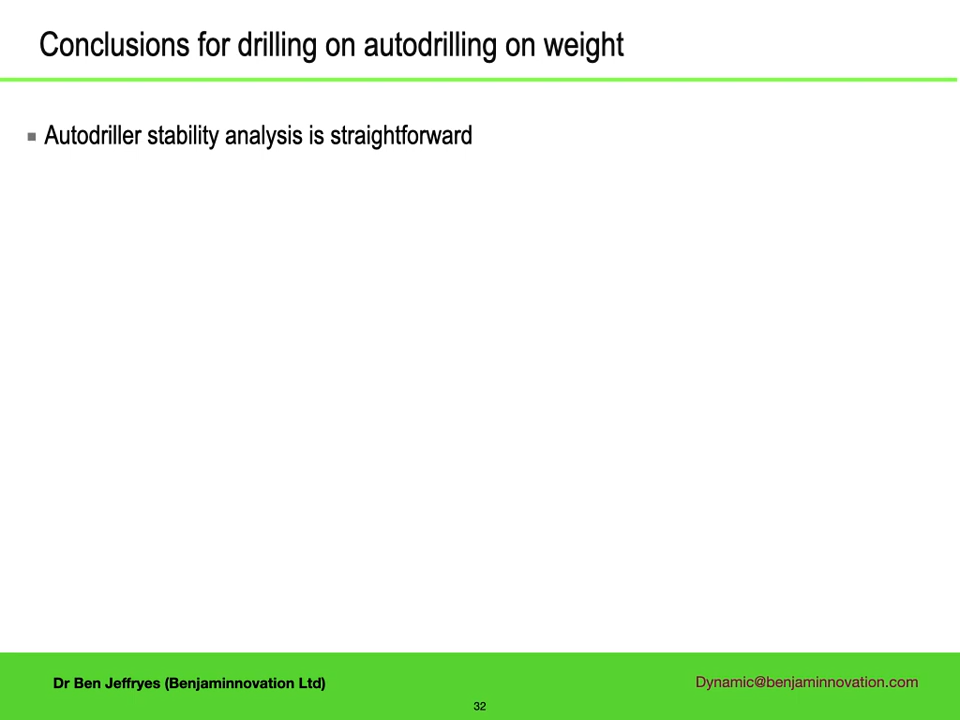 Conclusions for drilling on autodrilling on weight
▪ Autodriller stability analysis is straightforward
Dr Ben Jeffryes (Benjaminnovation Ltd)
Dynamic@benjaminnovation.com
32